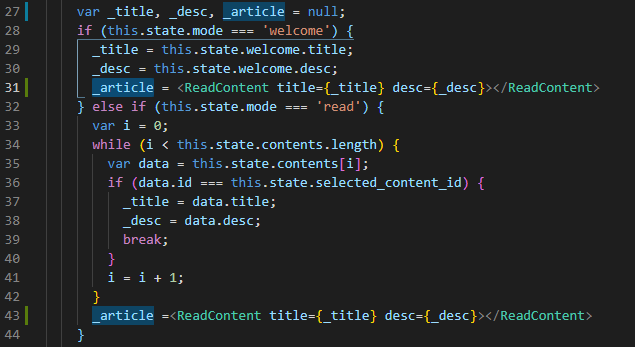 27 var _title, _desc, _article = null;
28 if (this.state.mode === 'welcome') {
29 _title = this.state.welcome.title;
30 _desc = this.state.welcome.desc;
31 _article = <ReadContent title={_title} desc={_desc}></ReadContent>
32 } else if (this.state.mode === 'read') {
33 var i = 0;
34 while (i < this.state.contents.length) {
35 var data = this.state.contents[i];
36 if (data.id === this.state.selected_content_id) {
37 _title = data.title;
38 _desc = data.desc;
39 break;
40 }
41 i = i + 1;
42 }
43 _article =<ReadContent title={_title} desc={_desc}></ReadContent>
44 }